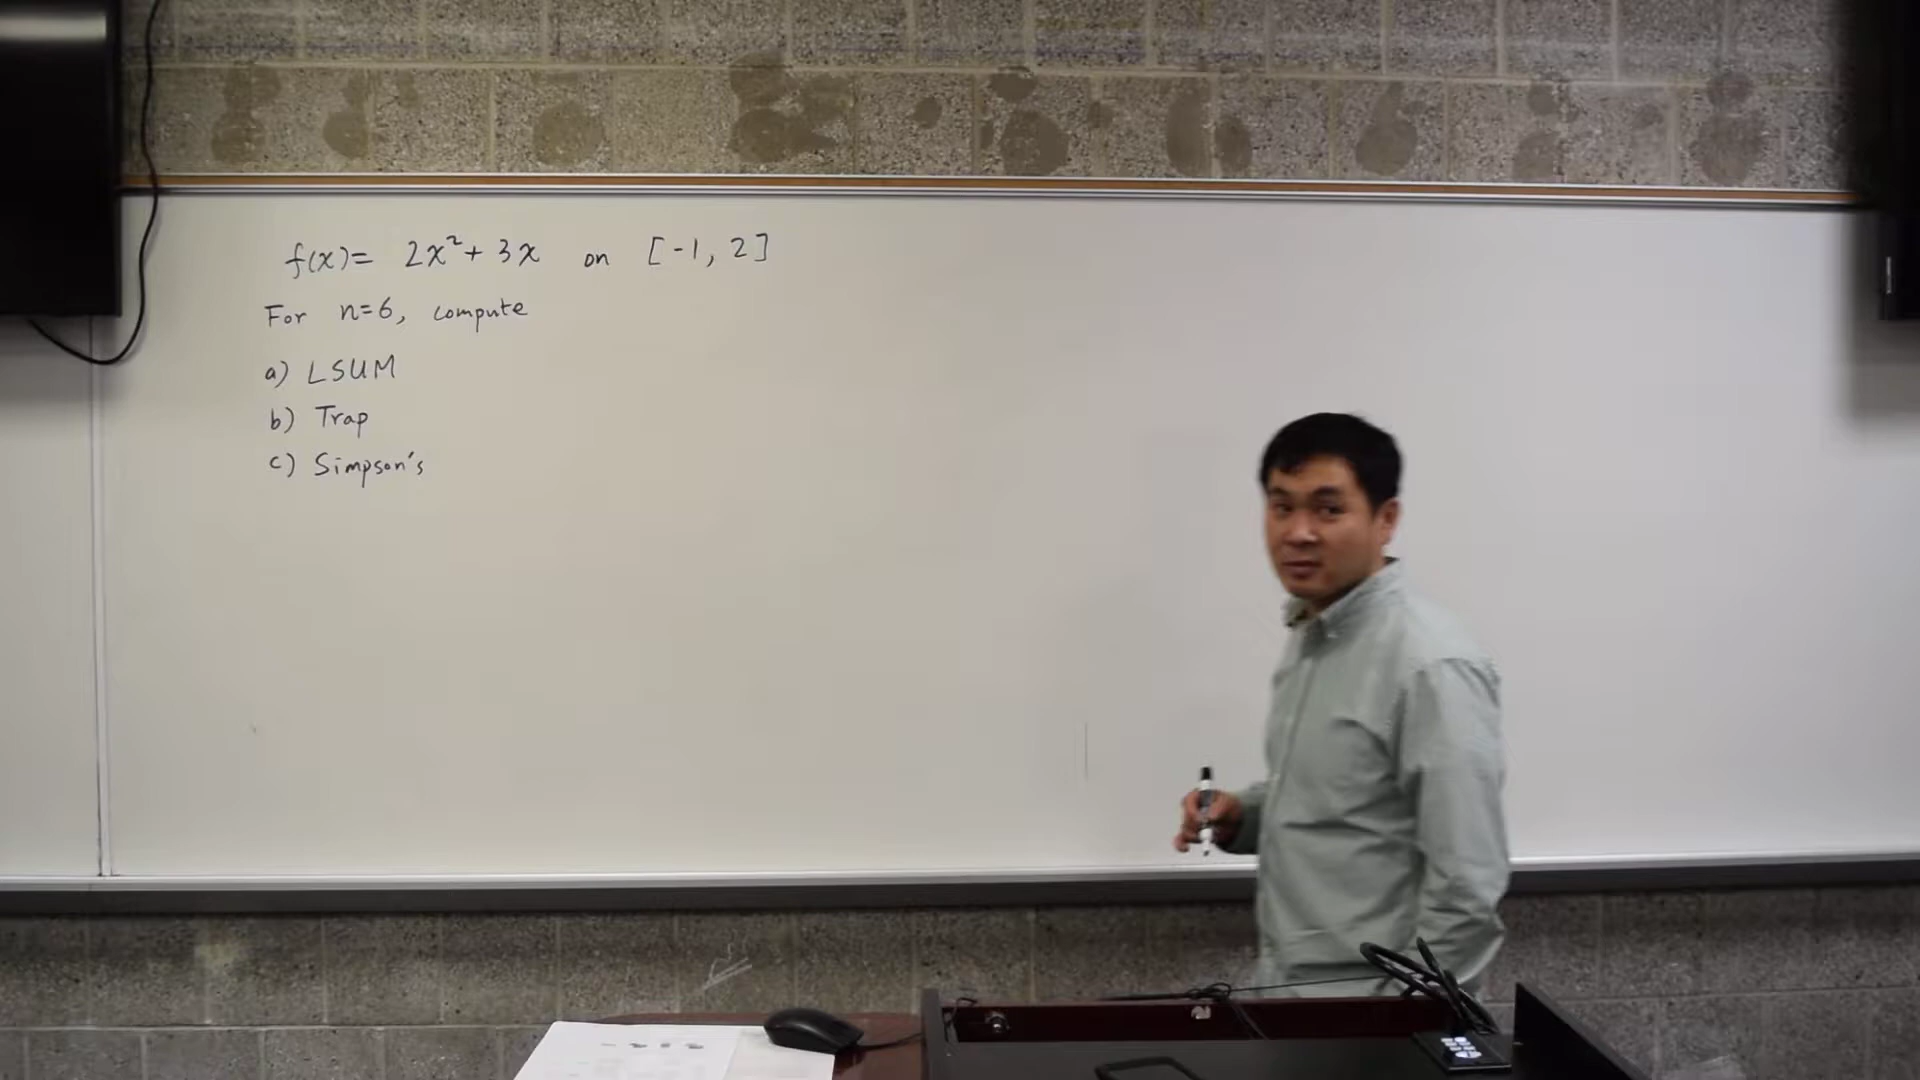 f(x)= 2x²+ 3x on [-1, 2]
For n=6, compute
a) LSUM
b) Trap
c) Simpson's